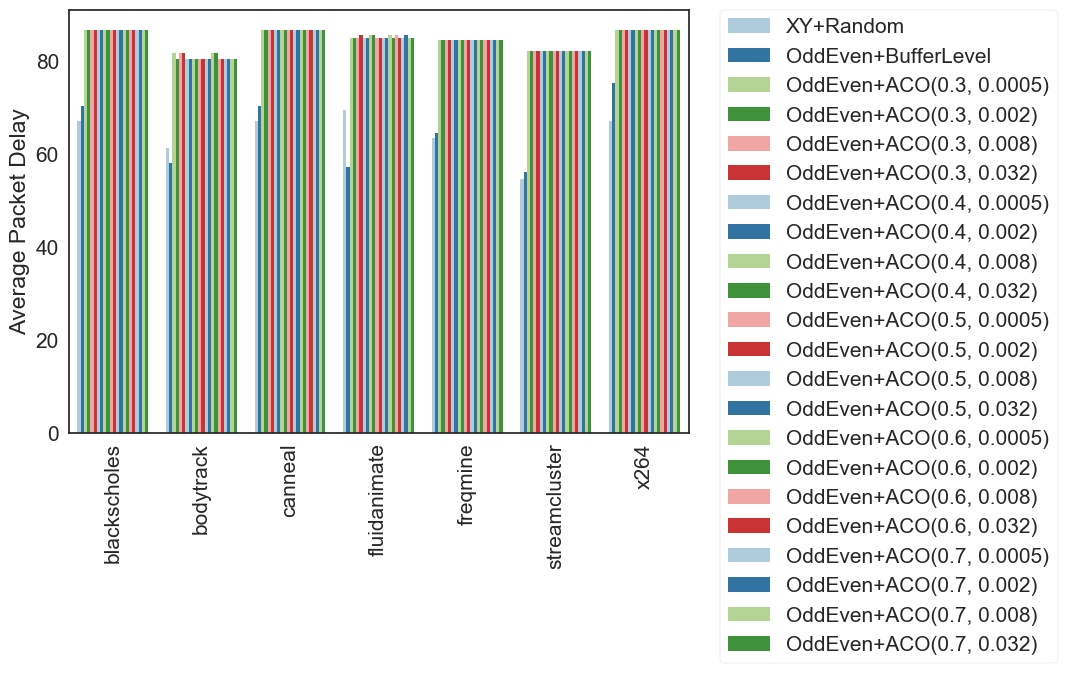 Average Packet Delay
80
60
40
20
0
blackscholes
bodytrack
canneal
fluidanimate
freqmine
streamcluster
x264
XY+Random
OddEven+BufferLevel
OddEven+ACO(0.3, 0.0005)
OddEven+ACO(0.3, 0.002)
OddEven+ACO(0.3, 0.008)
OddEven+ACO(0.3, 0.032)
OddEven+ACO(0.4, 0.0005)
OddEven+ACO(0.4, 0.002)
OddEven+ACO(0.4, 0.008)
OddEven+ACO(0.4, 0.032)
OddEven+ACO(0.5, 0.0005)
OddEven+ACO(0.5, 0.002)
OddEven+ACO(0.5, 0.008)
OddEven+ACO(0.5, 0.032)
OddEven+ACO(0.6, 0.0005)
OddEven+ACO(0.6, 0.002)
OddEven+ACO(0.6, 0.008)
OddEven+ACO(0.6, 0.032)
OddEven+ACO(0.7, 0.0005)
OddEven+ACO(0.7, 0.002)
OddEven+ACO(0.7, 0.008)
OddEven+ACO(0.7, 0.032)